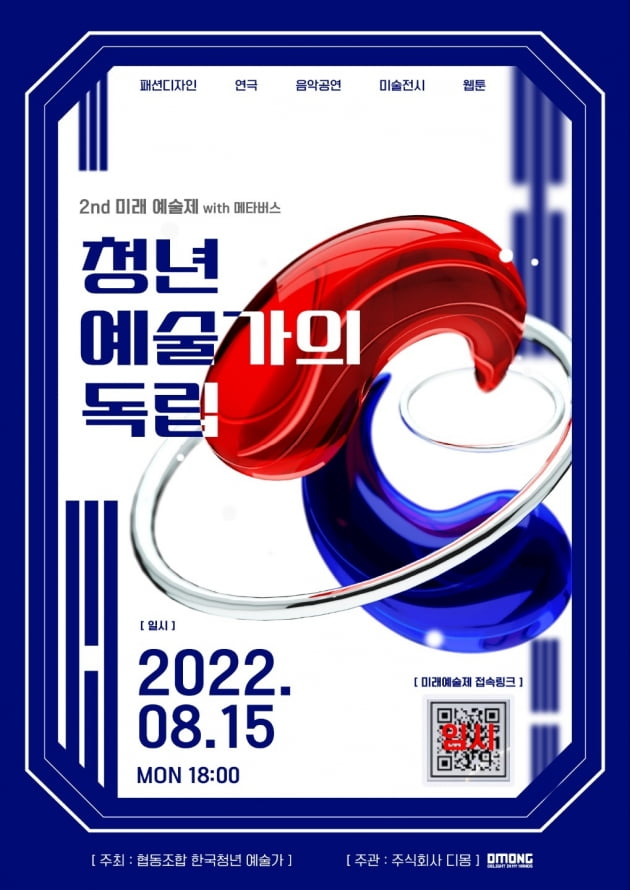 패션디자인 연극 음악공연 미술전시 웹툰
2nd 미래 예술제 with 메타버스
청년
예술가의
독립
[ 일시 ]
2022.
08.15
MON 18:00
[ 미래예술제 접속링크 ]
임시
[ 주최 : 협동조합 한국청년 예술가 ] [ 주관 : 주식회사 디몽 ] DMONG
DELIGHT IN MY HANDS